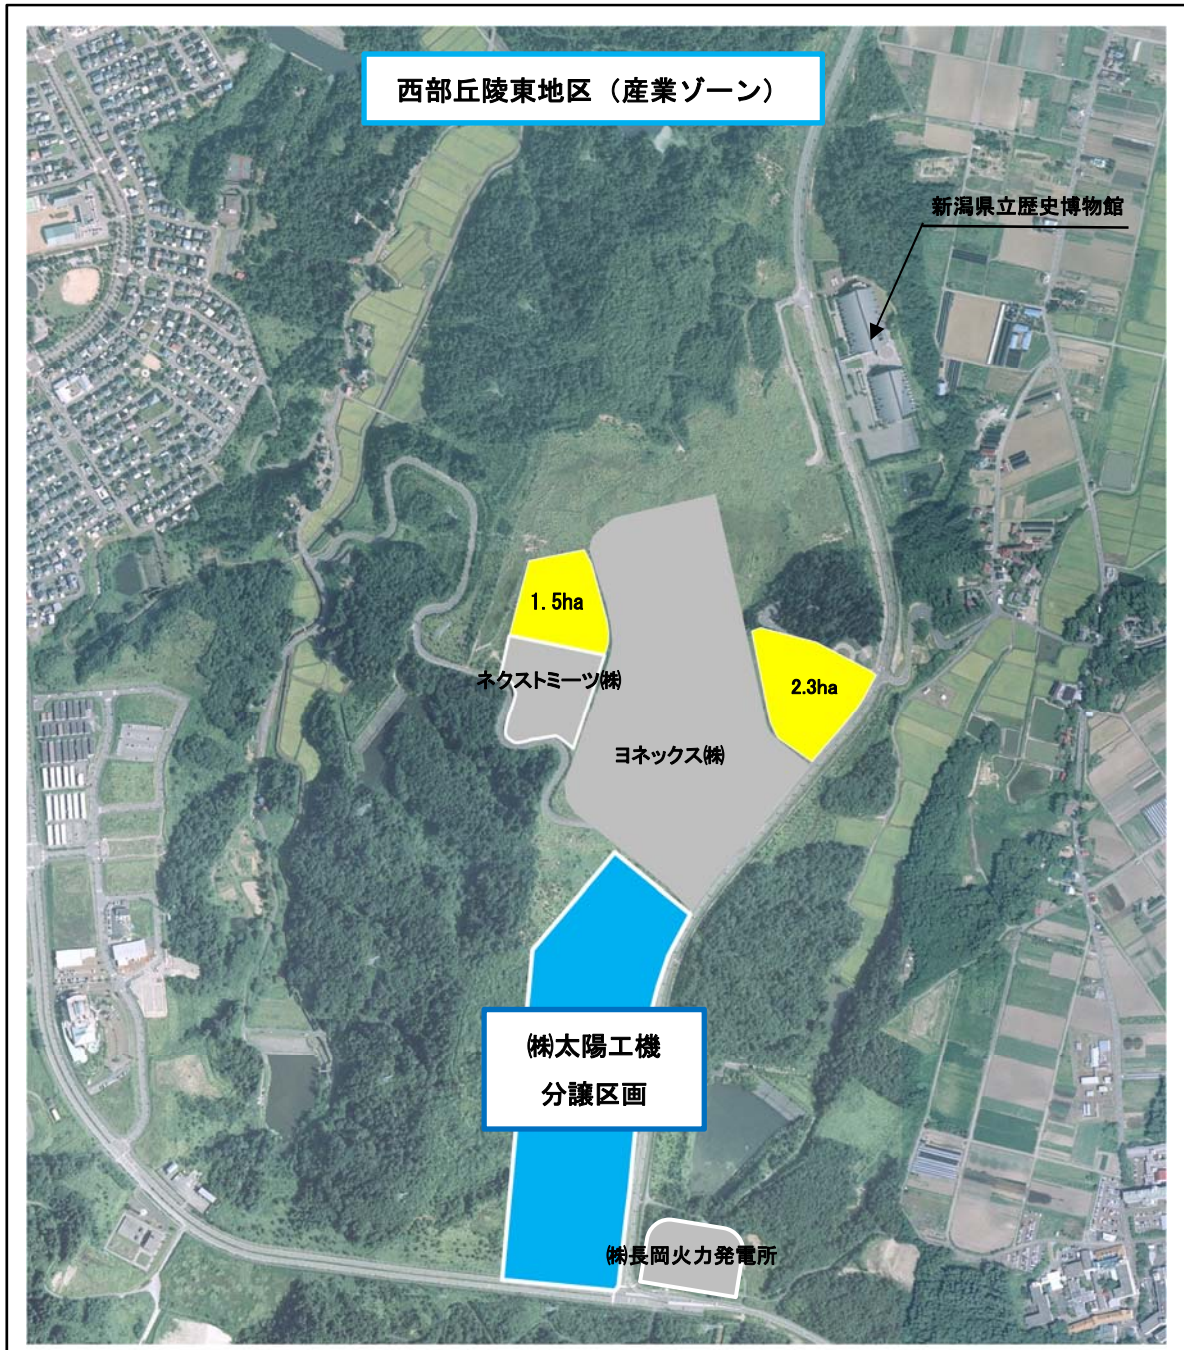 西部丘陵東地区（産業ゾーン）
新潟県立歴史博物館
1.5ha
ネクストミーツ㈱
2.3ha
ヨネックス㈱
㈱太陽工機
分譲区画
㈱長岡火力発電所